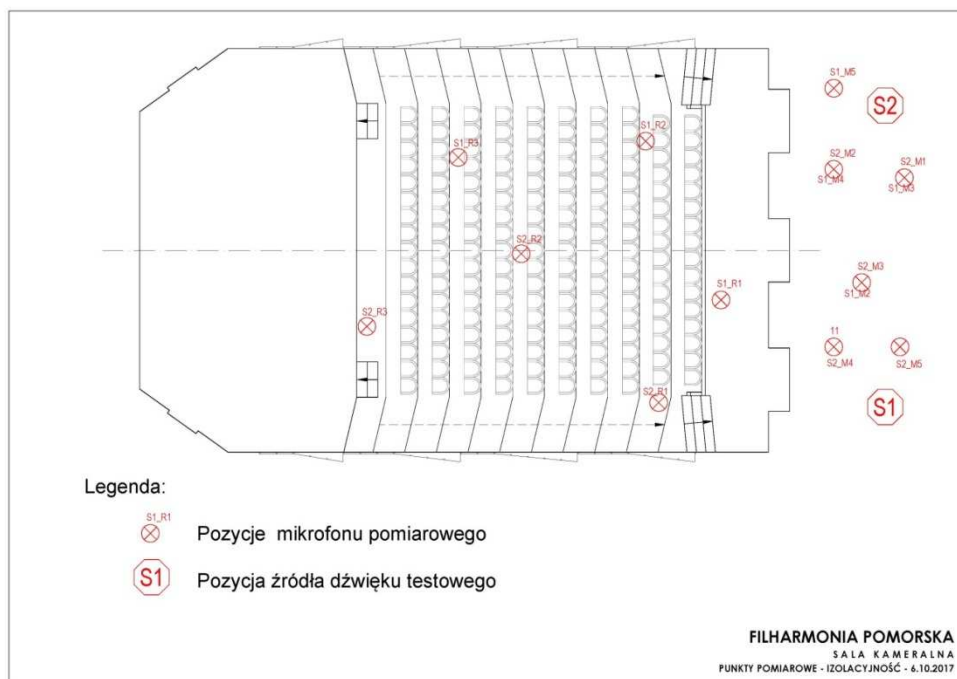 S1_M5
S2
S1_R2
S1_R3
S2_M2
S1_M4
S2_M1
S1_M3
S2_R2
S2_M3
S1_M2
S1_R1
S2_R3
11
S2_M4
S2_M5
S2_R1
S1
Legenda:
S1_R1
Pozycje mikrofonu pomiarowego
S1
Pozycja źródła dźwięku testowego
FILHARMONIA POMORSKA
SALA KAMERALNA
PUNKTY POMIAROWE - IZOLACYJNOŚĆ - 6.10.2017